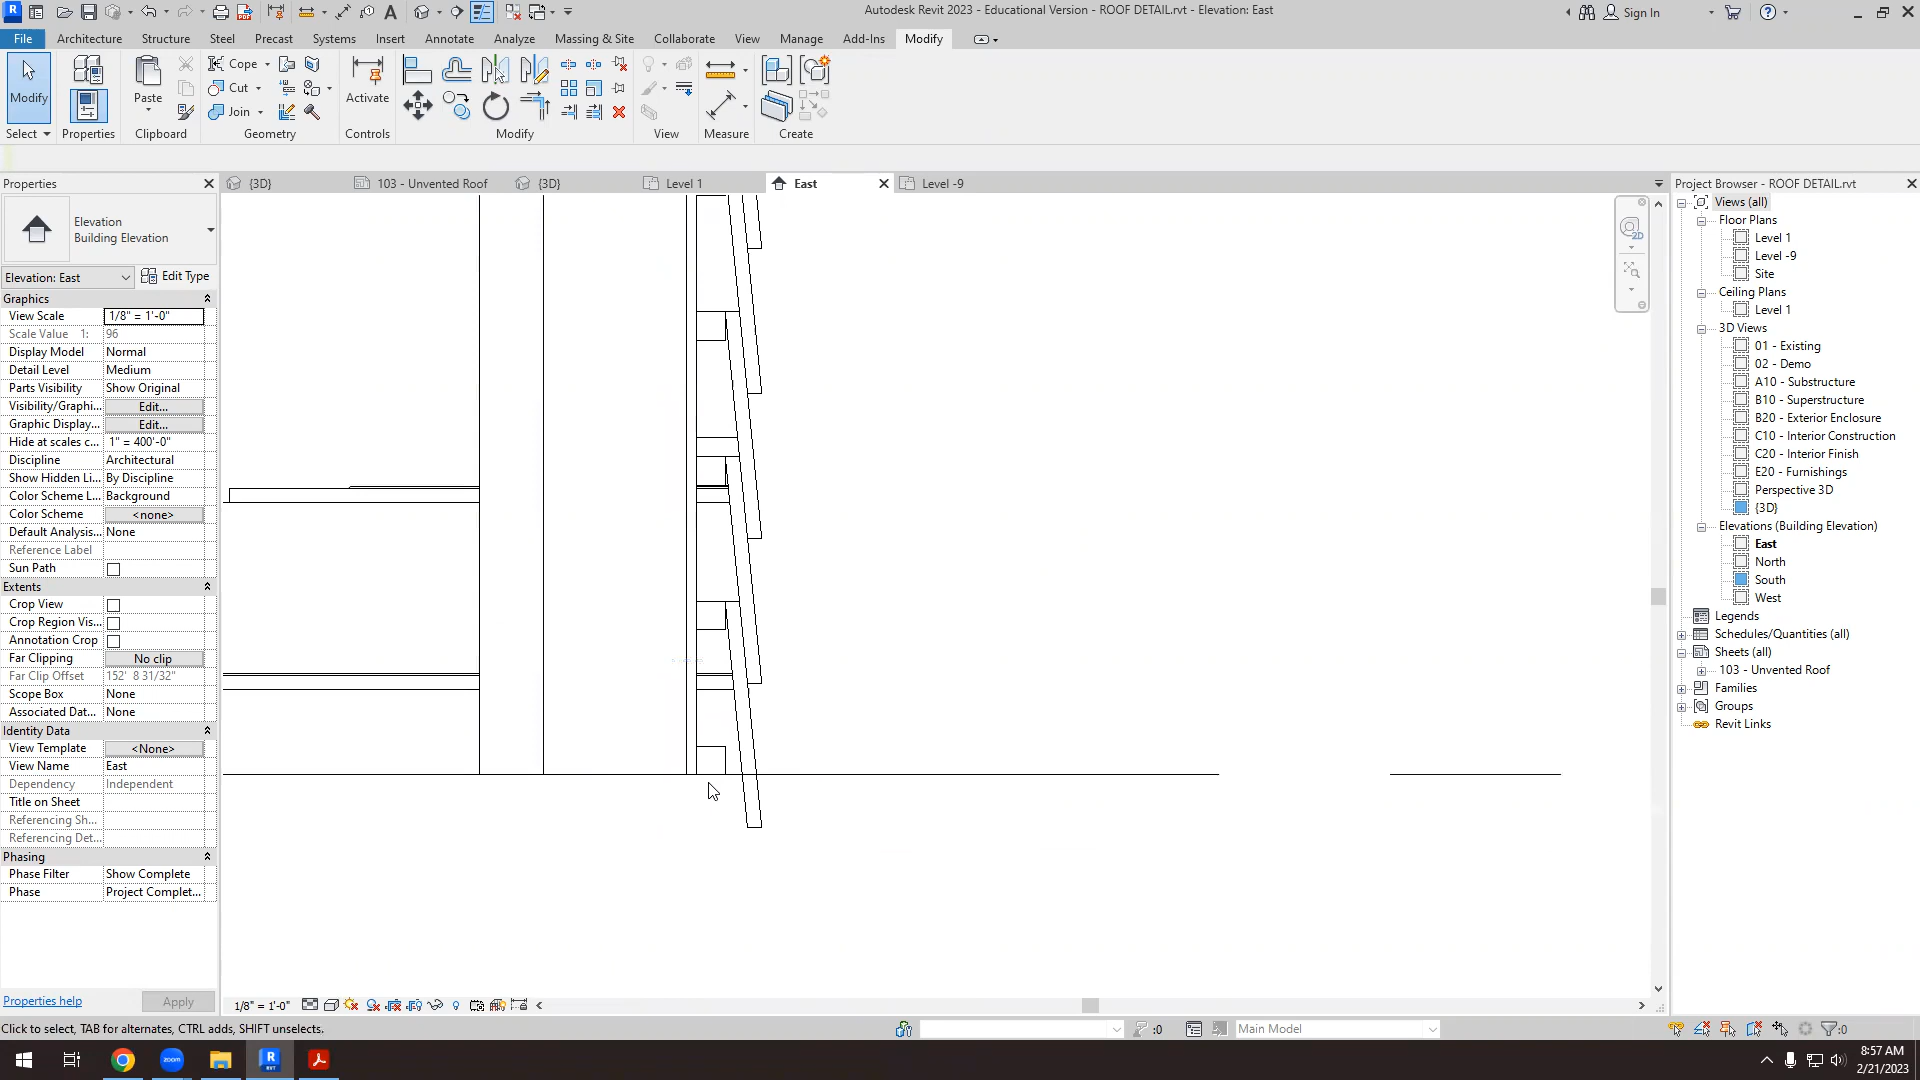 Autodesk Revit 2023 - Educational Version - ROOF DETAIL.rvt - Elevation: East
Sign In
File
Architecture
Structure
Steel
Precast
Systems
Insert
Annotate
Analyze
Massing & Site
Collaborate
View
Manage
Add-Ins
Modify
Modify
Paste
Cope
Cut
Join
Activate
Select
Properties
Clipboard
Geometry
Controls
Modify
View
Measure
Create
Properties
{3D}
103 - Unvented Roof
{3D}
Level 1
East
Level -9
Project Browser - ROOF DETAIL.rvt
Elevation
Building Elevation
Elevation: East
Edit Type
Graphics
View Scale 1/8" = 1'-0"
Scale Value 1: 96
Display Model Normal
Detail Level Medium
Parts Visibility Show Original
Visibility/Graphi... Edit...
Graphic Display... Edit...
Hide at scales c... 1" = 400'-0"
Discipline Architectural
Show Hidden Li... By Discipline
Color Scheme L... Background
Color Scheme <none>
Default Analysis... None
Reference Label
Sun Path
Extents
Crop View
Crop Region Vis...
Annotation Crop
Far Clipping No clip
Far Clip Offset 152' 8 31/32"
Scope Box None
Associated Dat... None
Identity Data
View Template <None>
View Name East
Dependency Independent
Title on Sheet
Referencing Sh...
Referencing Det...
Phasing
Phase Filter Show Complete
Phase Project Complet...
Properties help
Apply
2D
Views (all)
Floor Plans
Level 1
Level -9
Site
Ceiling Plans
Level 1
3D Views
01 - Existing
02 - Demo
A10 - Substructure
B10 - Superstructure
B20 - Exterior Enclosure
C10 - Interior Construction
C20 - Interior Finish
E20 - Furnishings
Perspective 3D
{3D}
Elevations (Building Elevation)
East
North
South
West
Legends
Schedules/Quantities (all)
Sheets (all)
103 - Unvented Roof
Families
Groups
Revit Links
1/8" = 1'-0"
Click to select, TAB for alternates, CTRL adds, SHIFT unselects.
:0
Main Model
:0
zoom
R
RVT
8:57 AM
2/21/2023